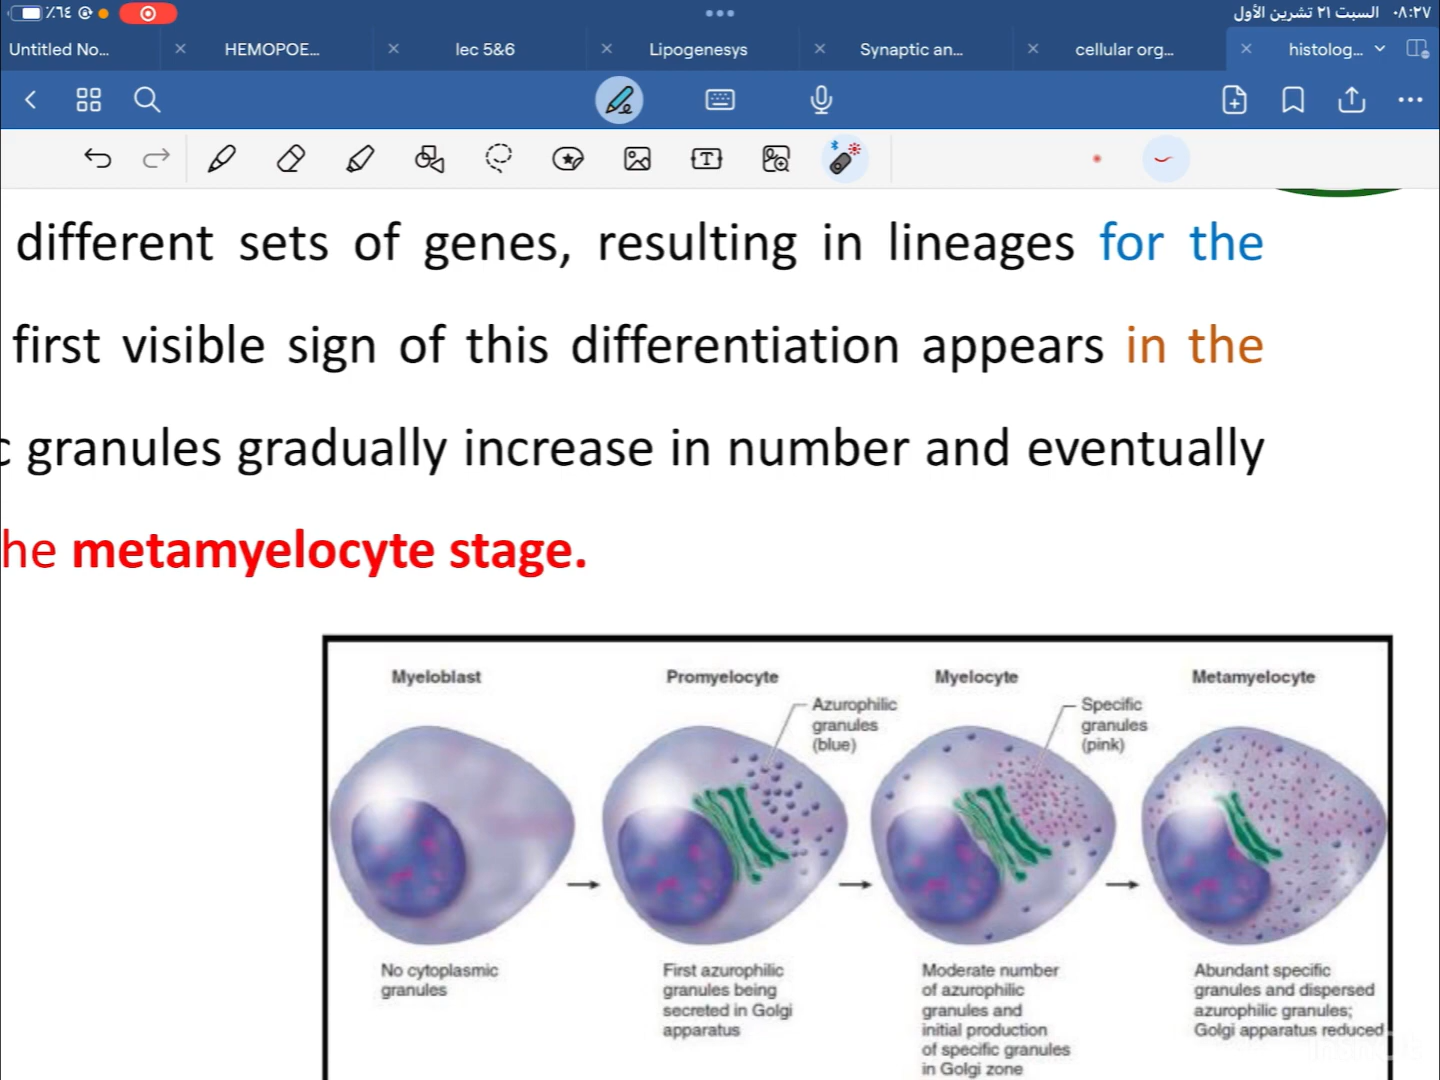 ٪٦٤
السبت ٢١ تشرين الأول ٠٨:٢٧
Untitled No... HEMOPOE... lec 5&6 Lipogenesys Synaptic an... cellular org... histolog...
different sets of genes, resulting in lineages for the
first visible sign of this differentiation appears in the
c granules gradually increase in number and eventually
he metamyelocyte stage.
Myeloblast
Promyelocyte
Myelocyte
Metamyelocyte
Azurophilic
granules
(blue)
Specific
granules
(pink)
No cytoplasmic
granules
First azurophilic
granules being
secreted in Golgi
apparatus
Moderate number
of azurophilic
granules and
initial production
of specific granules
in Golgi zone
Abundant specific
granules and dispersed
azurophilic granules;
Golgi apparatus reduced